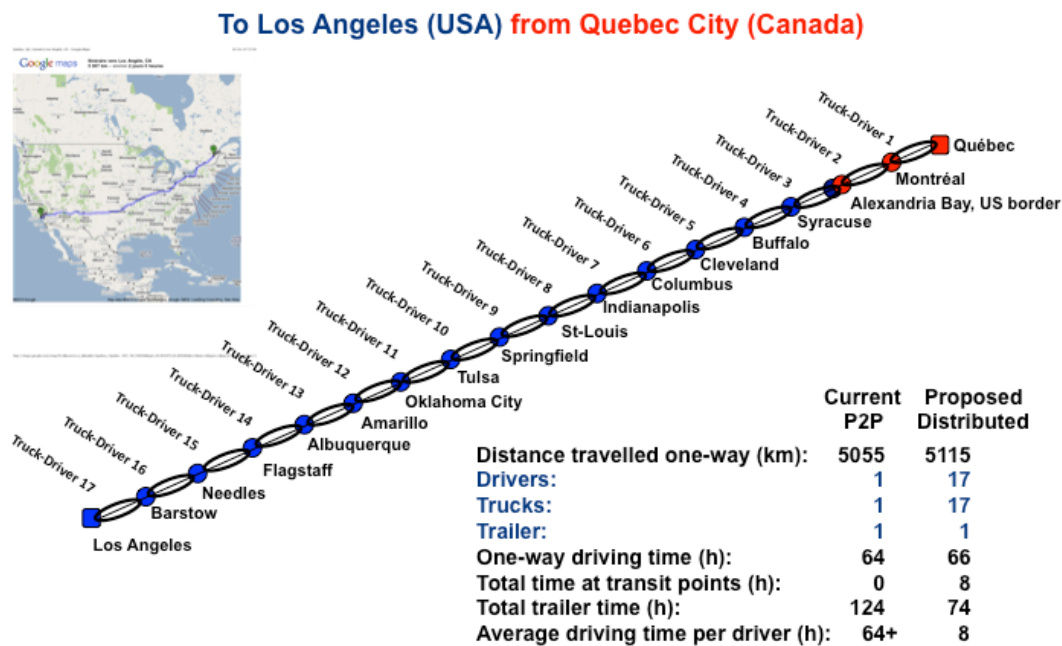 To Los Angeles (USA) from Quebec City (Canada)
Google maps
Truck-Driver 1
Truck-Driver 2
Truck-Driver 3
Truck-Driver 4
Truck-Driver 5
Truck-Driver 6
Truck-Driver 7
Truck-Driver 8
Truck-Driver 9
Truck-Driver 10
Truck-Driver 11
Truck-Driver 12
Truck-Driver 13
Truck-Driver 14
Truck-Driver 15
Truck-Driver 16
Truck-Driver 17
Québec
Montréal
Alexandria Bay, US border
Syracuse
Buffalo
Cleveland
Columbus
Indianapolis
St-Louis
Springfield
Tulsa
Oklahoma City
Amarillo
Albuquerque
Flagstaff
Needles
Barstow
Los Angeles
Current Proposed
P2P Distributed
Distance travelled one-way (km): 5055 5115
Drivers: 1 17
Trucks: 1 17
Trailer: 1 1
One-way driving time (h): 64 66
Total time at transit points (h): 0 8
Total trailer time (h): 124 74
Average driving time per driver (h): 64+ 8